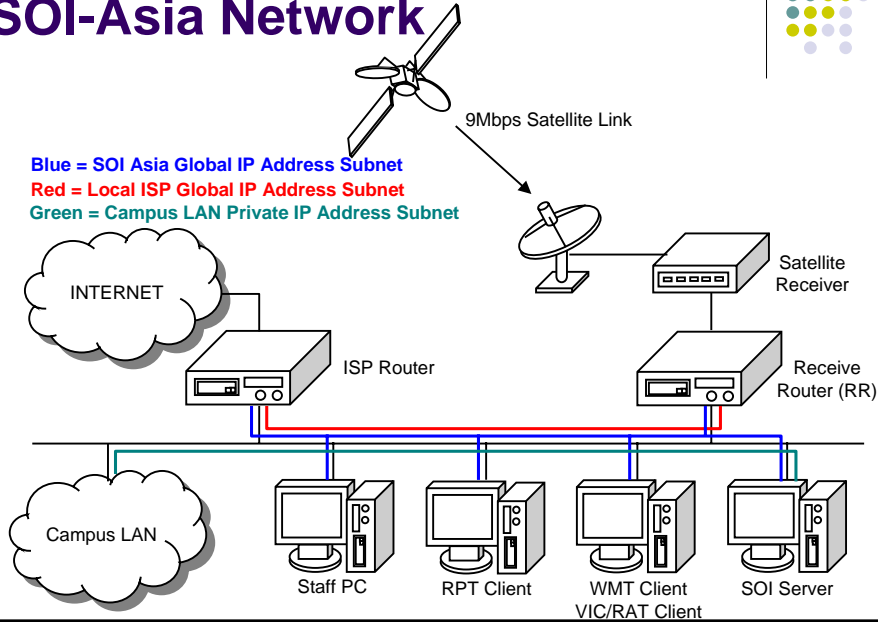 SOI-Asia Network
9Mbps Satellite Link
Blue = SOI Asia Global IP Address Subnet
Red = Local ISP Global IP Address Subnet
Green = Campus LAN Private IP Address Subnet
INTERNET
Satellite
Receiver
ISP Router
Receive
Router (RR)
Campus LAN
Staff PC
RPT Client
WMT Client
VIC/RAT Client
SOI Server